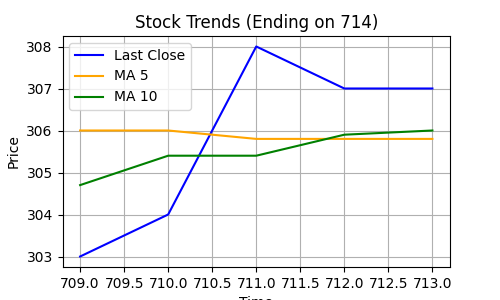 Stock Trends (Ending on 714)
Last Close
MA 5
MA 10
Price
308
307
306
305
304
303
709.0 709.5 710.0 710.5 711.0 711.5 712.0 712.5 713.0
Time